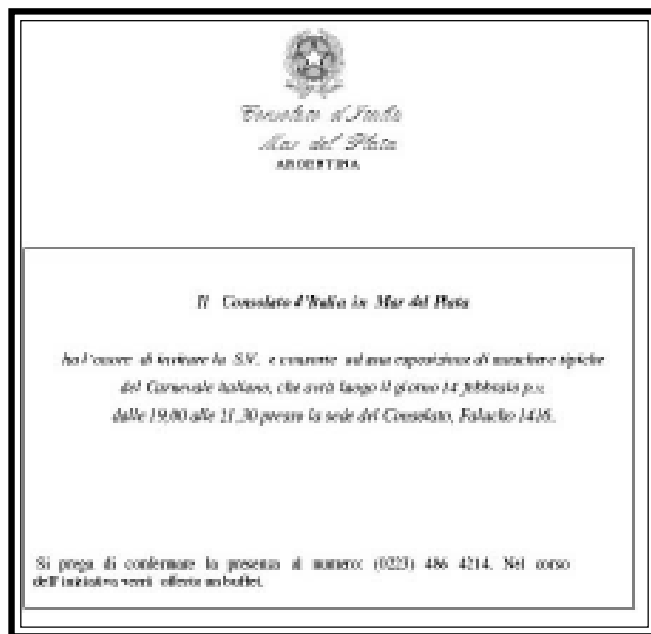 Consolato d'Italia
Mar del Plata
ARGENTINA
Il Consolato d'Italia in Mar del Plata
ha l'onore di invitare la S.V. e consorte ad una esposizione di maschere tipiche
del Carnevale italiano, che avrà luogo il giorno 14 febbraio p.v.
dalle 19,00 alle 21,30 presso la sede del Consolato, 1416.
Si prega di confermare la presenza al numero: (0223) 486 4214. Nel corso
dell'iniziativa verrà offerto un buffet.